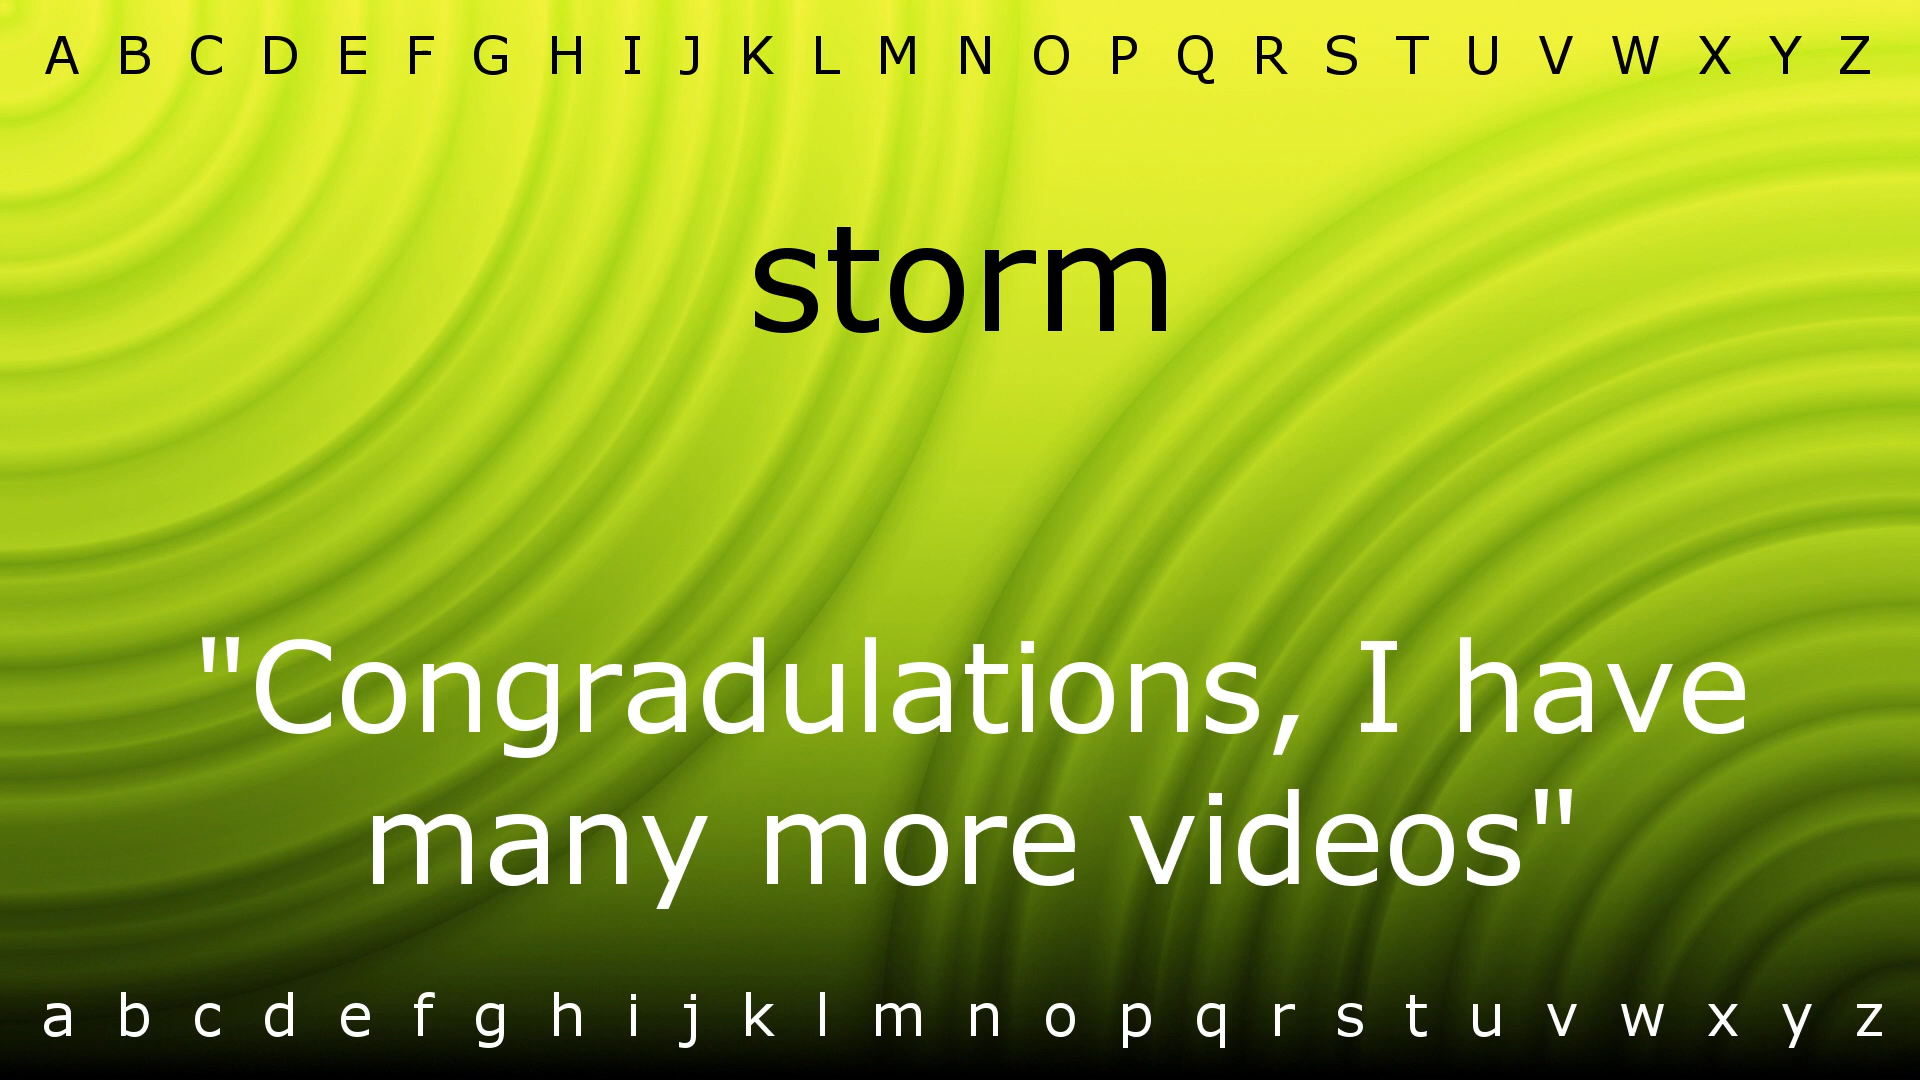 A B C D E F G H I J K L M N O P Q R S T U V W X Y Z
storm
"Congradulations, I have
many more videos"
a b c d e f g h i j k l m n o p q r s t u v w x y z